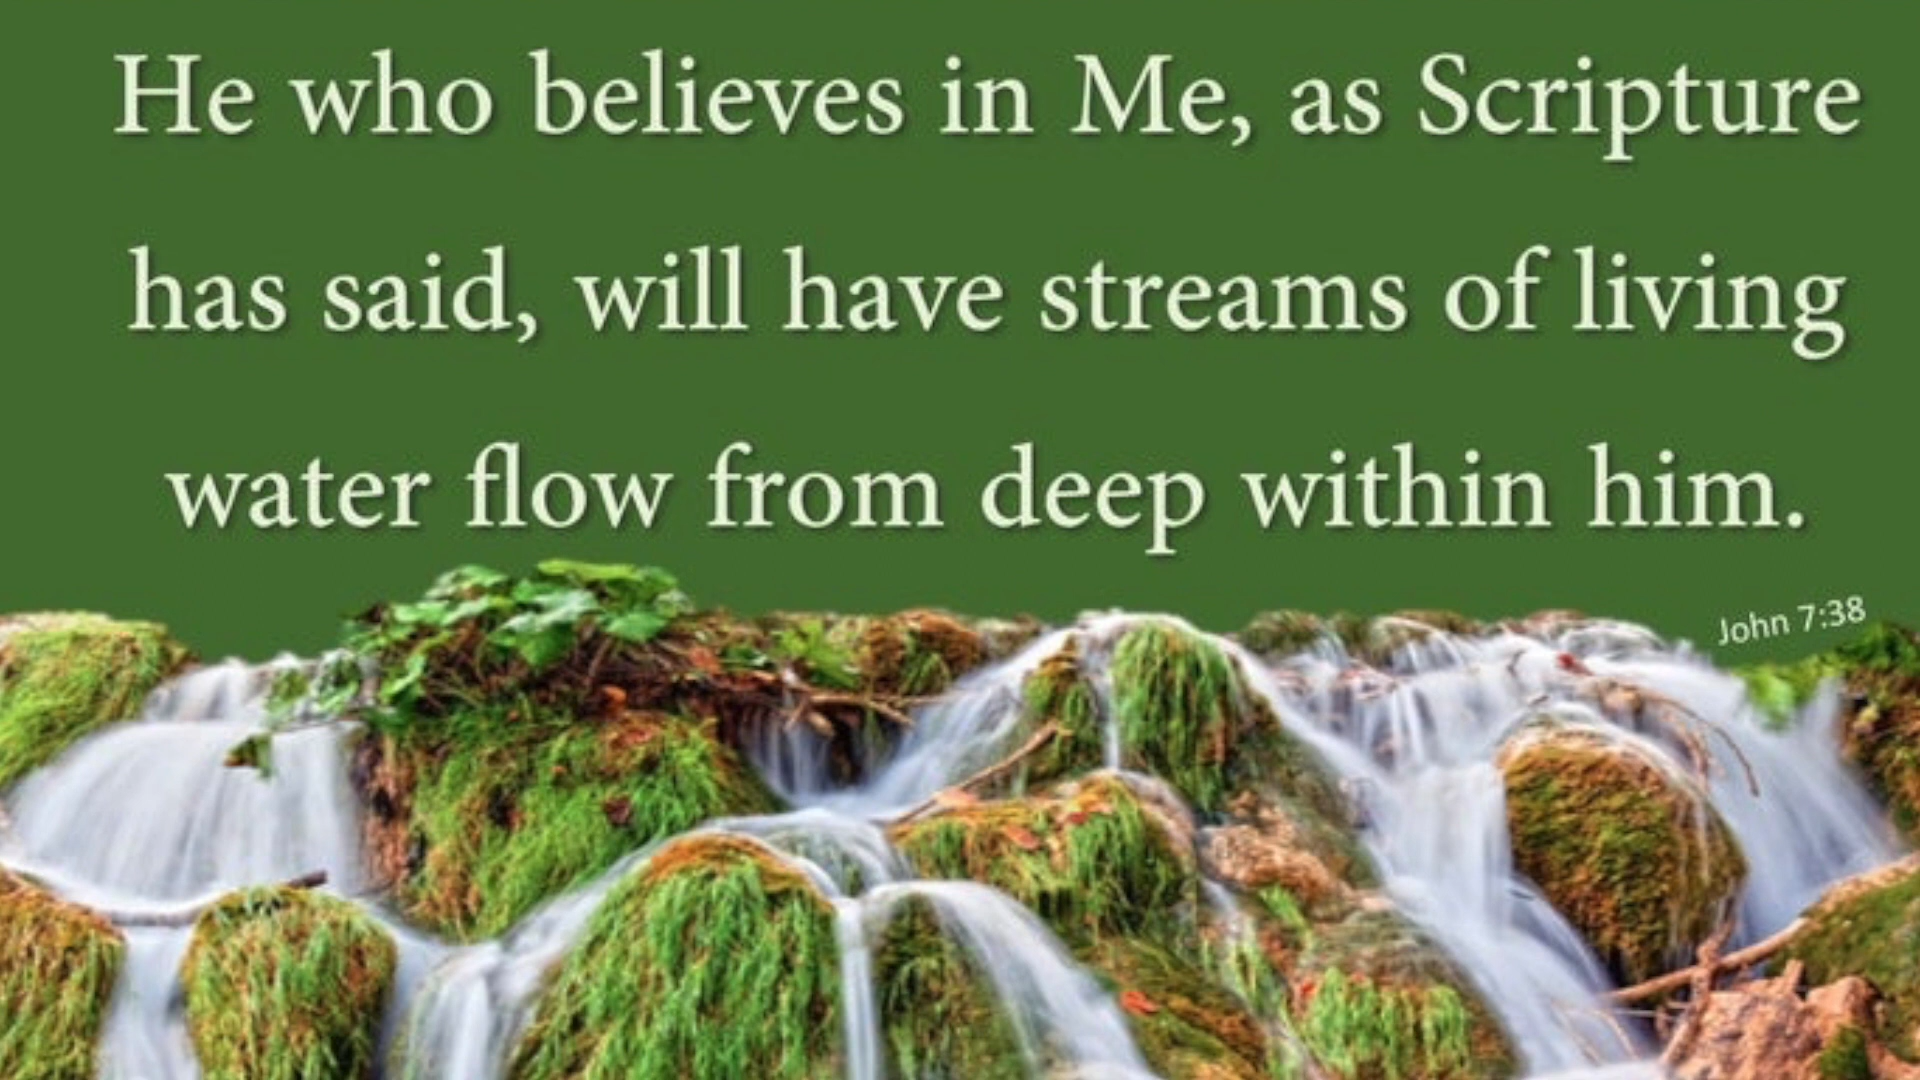 He who believes in Me, as Scripture
has said, will have streams of living
water flow from deep within him.
John 7:38